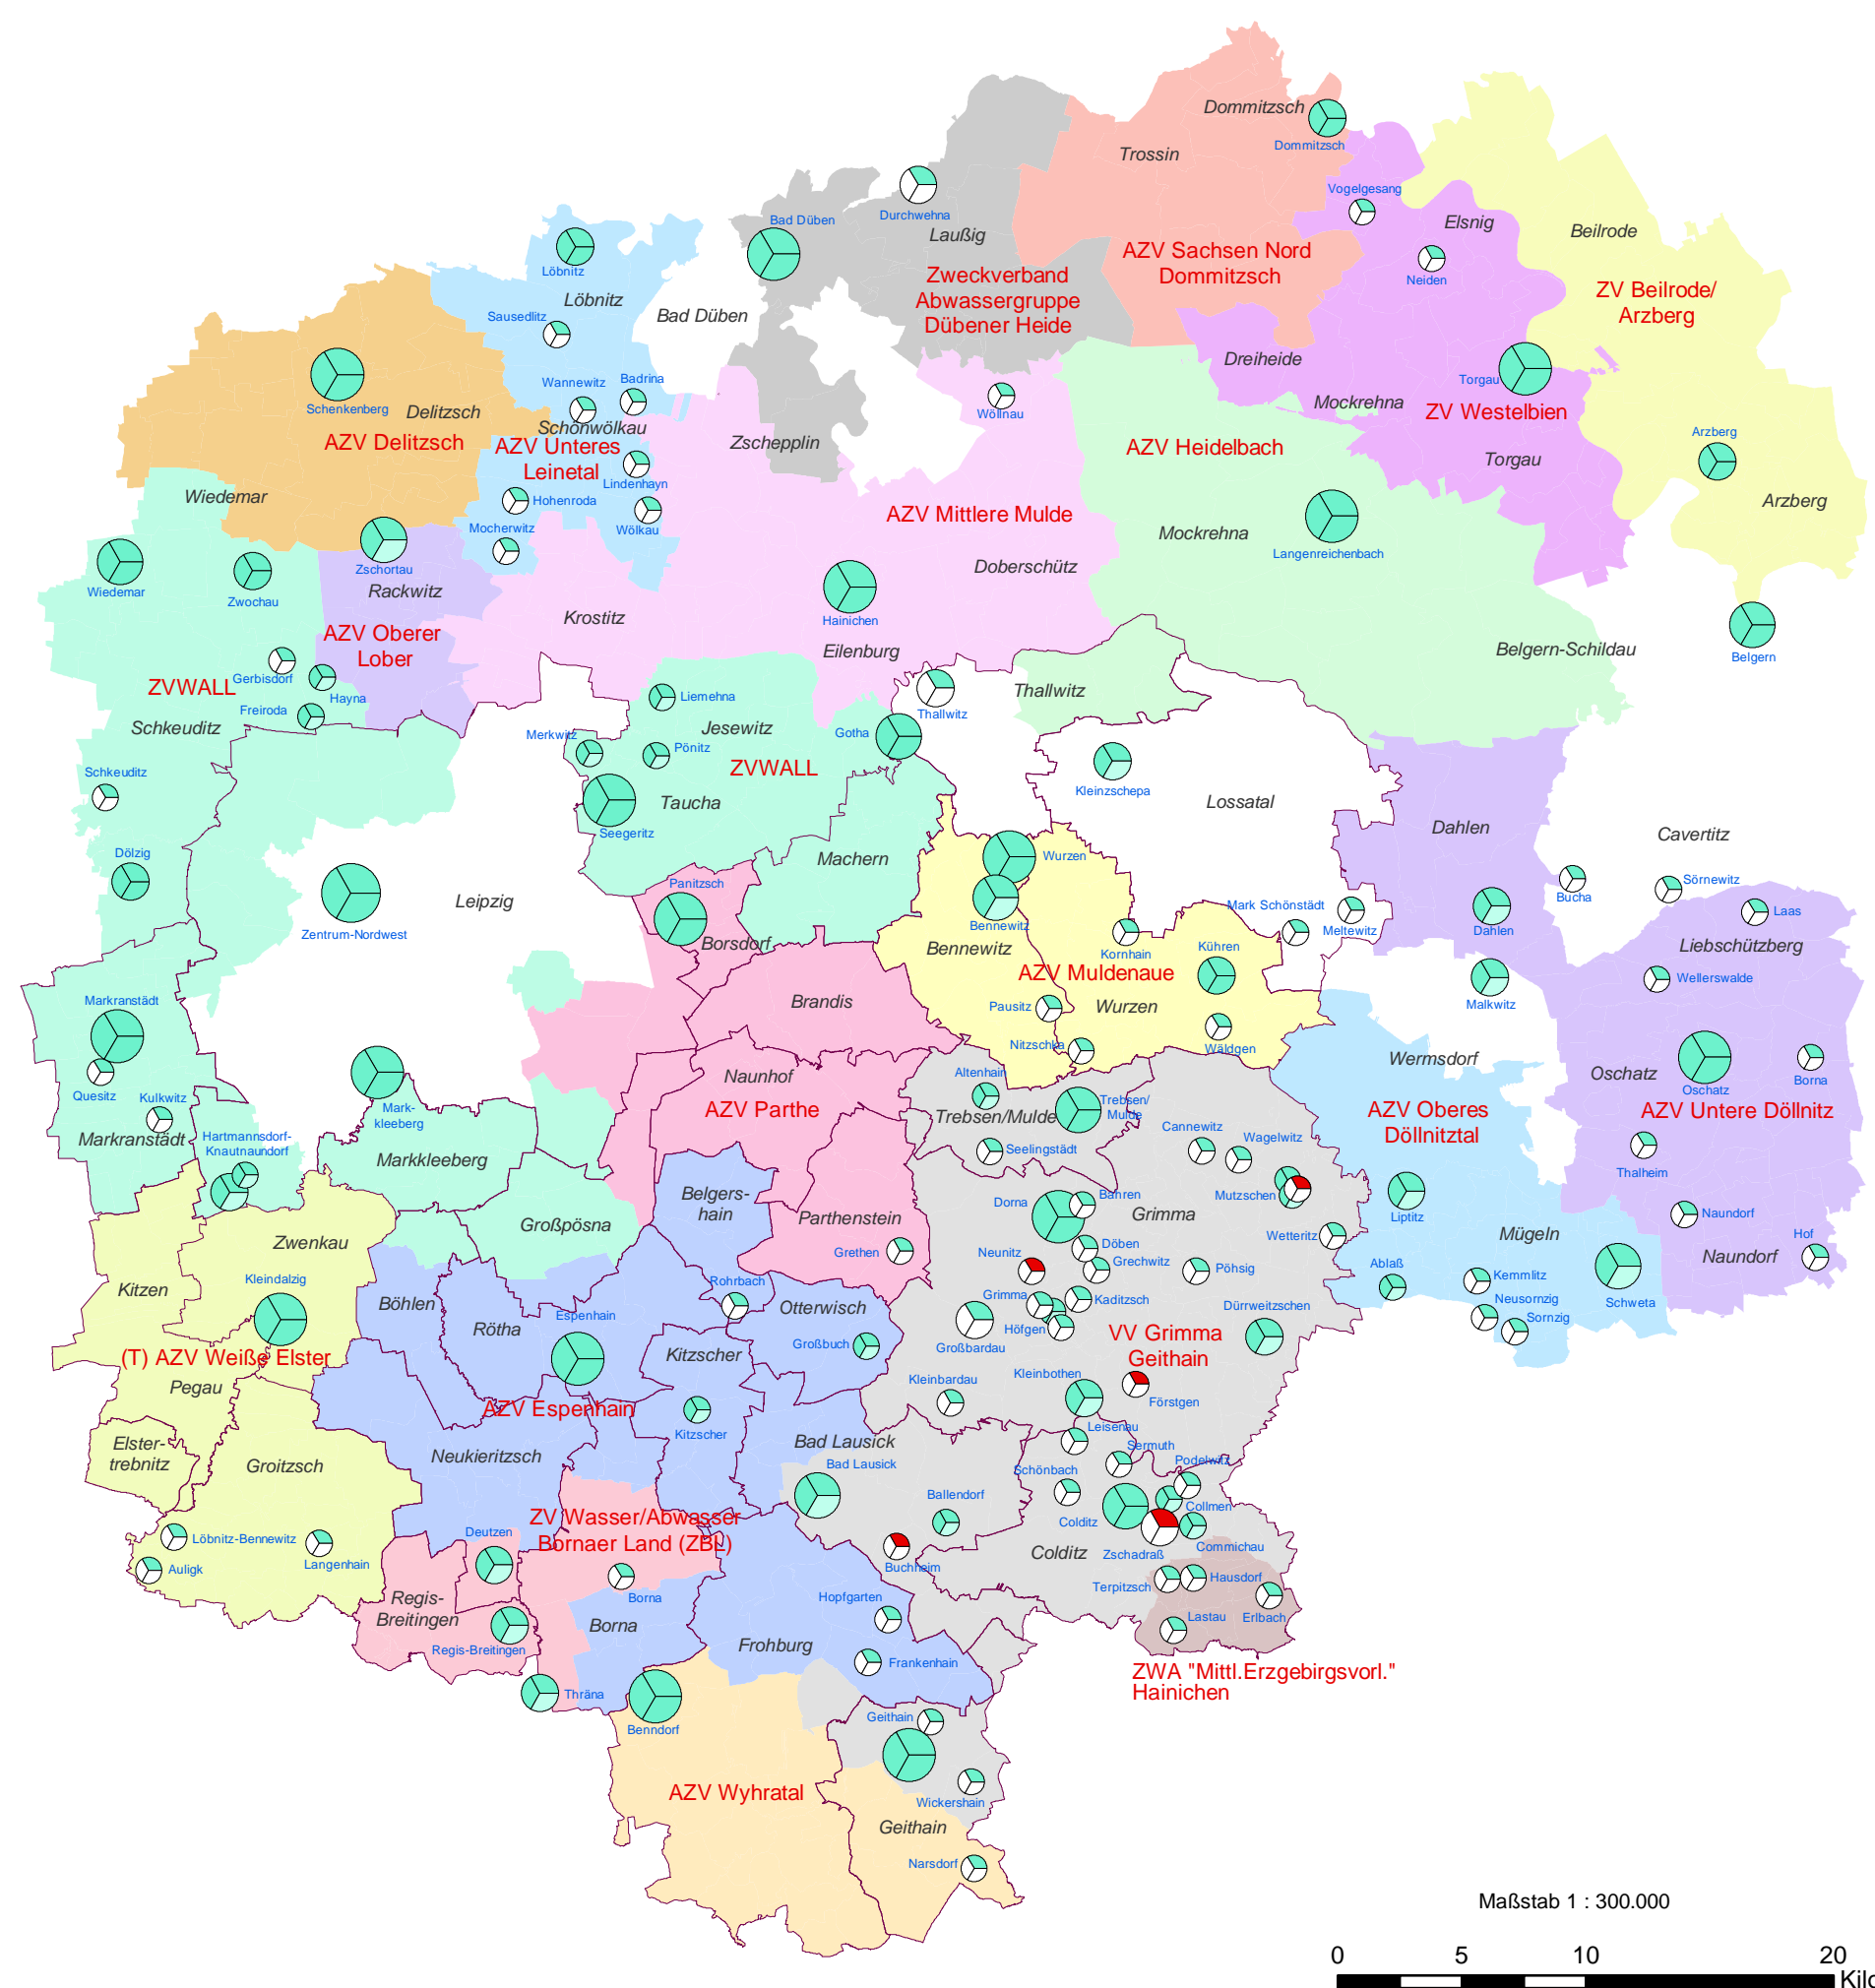 Dommitzsch
Dommitzsch
Trossin
Vogelgesang
Durchwehna
Bad Düben
Laußig
Elsnig
Beilrode
Neiden
AZV Sachsen Nord
Dommitzsch
Zweckverband
Abwassergruppe
Dübener Heide
ZV Beilrode/
Arzberg
Löbnitz
Löbnitz
Sausedlitz
Bad Düben
Dreiheide
Torgau
Mockrehna
ZV Westelbien
Torgau
Wannewitz
Badrina
Schönwölkau
Schenkenberg
Delitzsch
AZV Delitzsch
AZV Unteres
Leinetal
Zschepplin
Wöllnau
AZV Heidelbach
Arzberg
Arzberg
Lindenhayn
Hohenroda
Mocherwitz
Wölkau
Wiedemar
AZV Mittlere Mulde
Mockrehna
Langenreichenbach
Doberschütz
Zschortau
Rackwitz
Wiedemar
Zwochau
Krostitz
Hainichen
Eilenburg
AZV Oberer
Lober
Belgern-Schildau
Belgern
Gerbisdorf
Hayna
Freiroda
ZVWALL
Schkeuditz
Liemehna
Jesewitz
Thallwitz
Thallwitz
Gotha
Merkwitz
Pönitz
ZVWALL
Schkeuditz
Kleinzschepa
Lossatal
Taucha
Seegeritz
Dahlen
Cavertitz
Machern
Wurzen
Dölzig
Panitzsch
Leipzig
Zentrum-Nordwest
Bucha
Sörnewitz
Laas
Bennewitz
Mark Schönstädt
Meltewitz
Dahlen
Borsdorf
Bennewitz
Kornhain
Kühren
Liebschützberg
AZV Muldenaue
Malkwitz
Wellerswalde
Markranstädt
Brandis
Pausitz
Wurzen
Nitzschka
Wäldgen
Wermsdorf
Oschatz
Oschatz
Borna
Quesitz
Kulkwitz
Mark-
kleeberg
Naunhof
AZV Parthe
Altenhain
Trebsen/Mulde
Trebsen/
Mulde
AZV Oberes
Döllnitztal
AZV Untere Döllnitz
Markranstädt
Hartmannsdorf-
Knautnaundorf
Markkleeberg
Seelingstädt
Cannewitz
Wagelwitz
Thalheim
Belgers-
hain
Mutzschen
Großpösna
Parthenstein
Dorna
Bahren
Grimma
Liptitz
Naundorf
Zwenkau
Grethen
Neunitz
Döben
Grechwitz
Pöhsig
Wetteritz
Mügeln
Hof
Naundorf
Kitzen
Kleindalzig
Böhlen
Rohrbach
Otterwisch
Grimma
Kaditzsch
Dürrweitzschen
Ablaß
Kemmlitz
Neusornzig
Sornzig
Schweta
Rötha
Espenhain
Höfgen
VV Grimma
Geithain
Großbuch
Großbardau
Kitzscher
(T) AZV Weiße Elster
Pegau
Kleinbardau
Kleinbothen
Förstgen
AZV Espenhain
Kitzscher
Leisenau
Elster-
trebnitz
Groitzsch
Neukieritzsch
Bad Lausick
Bad Lausick
Sermuth
Schönbach
Podelwitz
Ballendorf
Collmen
Colditz
ZV Wasser/Abwasser
Bornaer Land (ZBL)
Deutzen
Löbnitz-Bennewitz
Langenhain
Auligk
Commichau
Zschadraß
Colditz
Buchheim
Terpitzsch
Hausdorf
Erlbach
Regis-
Breitingen
Borna
Hopfgarten
Lastau
Borna
Regis-Breitingen
Frohburg
Frankenhain
ZWA "Mittl.Erzgebirgsvorl."
Hainichen
Thräna
Benndorf
Geithain
AZV Wyhratal
Wickershain
Geithain
Narsdorf
Maßstab 1 : 300.000
0 5 10 20